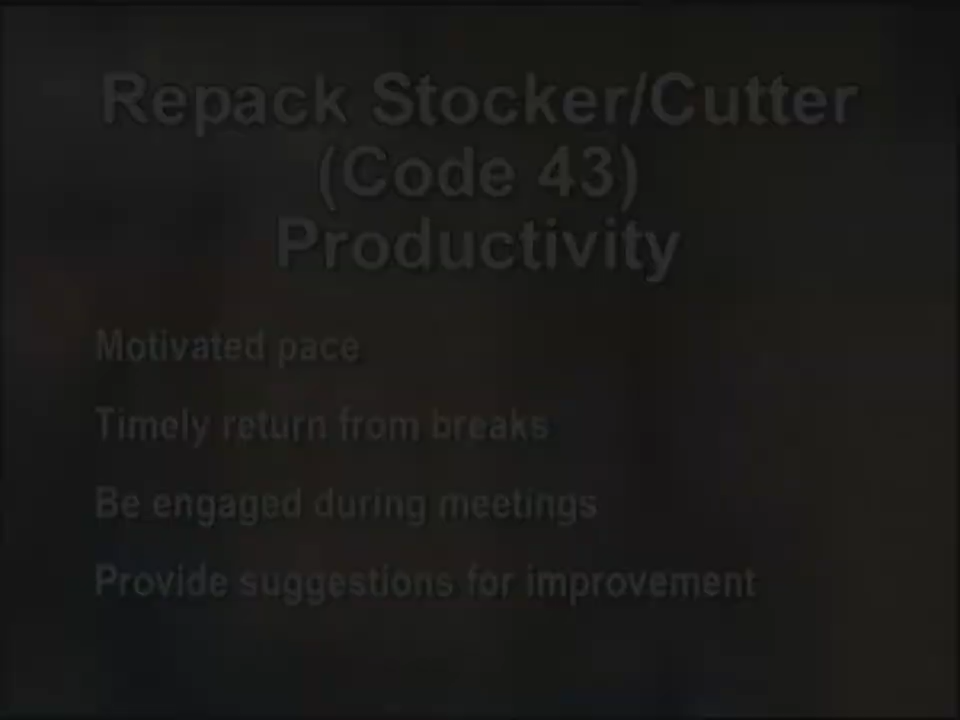 Repack Stocker/Cutter
(Code 43)
Productivity
Motivated pace
Timely return from breaks
Be engaged during meetings
Provide suggestions for improvement